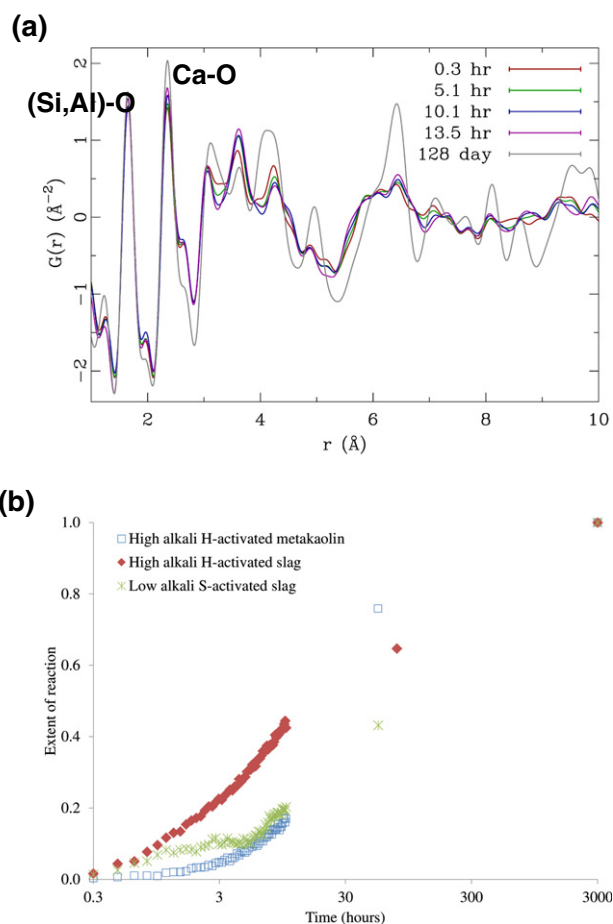 (a)
Ca-O
(Si,Al)-O
0.3 hr
5.1 hr
10.1 hr
13.5 hr
128 day
2
1
0
-1
-2
G(r) (Å⁻²)
2 4 6 8 10
r (Å)
(b)
1.0
0.8
0.6
0.4
0.2
0.0
Extent of reaction
High alkali H-activated metakaolin
High alkali H-activated slag
Low alkali S-activated slag
0.3 3 30 300 3000
Time (hours)